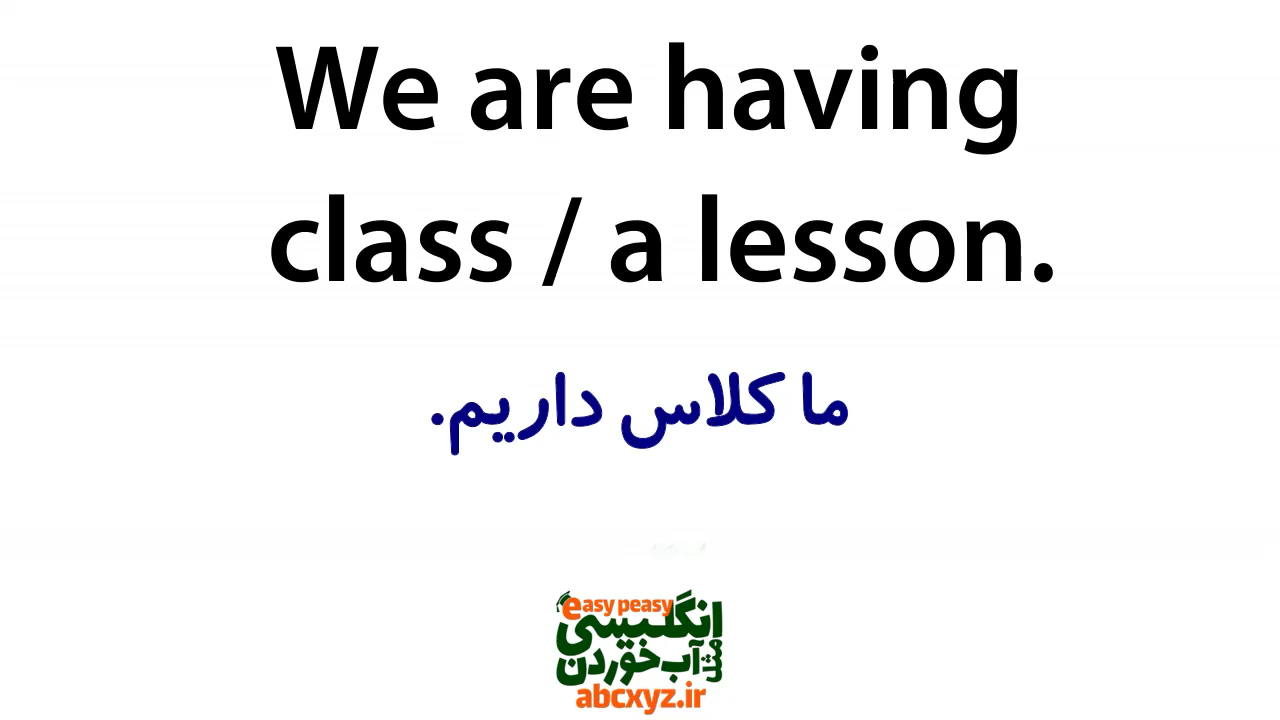 We are having
class / a lesson.
ما کلاس داریم.
easy peasy
انگلیسی
مثل آب خوردن
abcxyz.ir